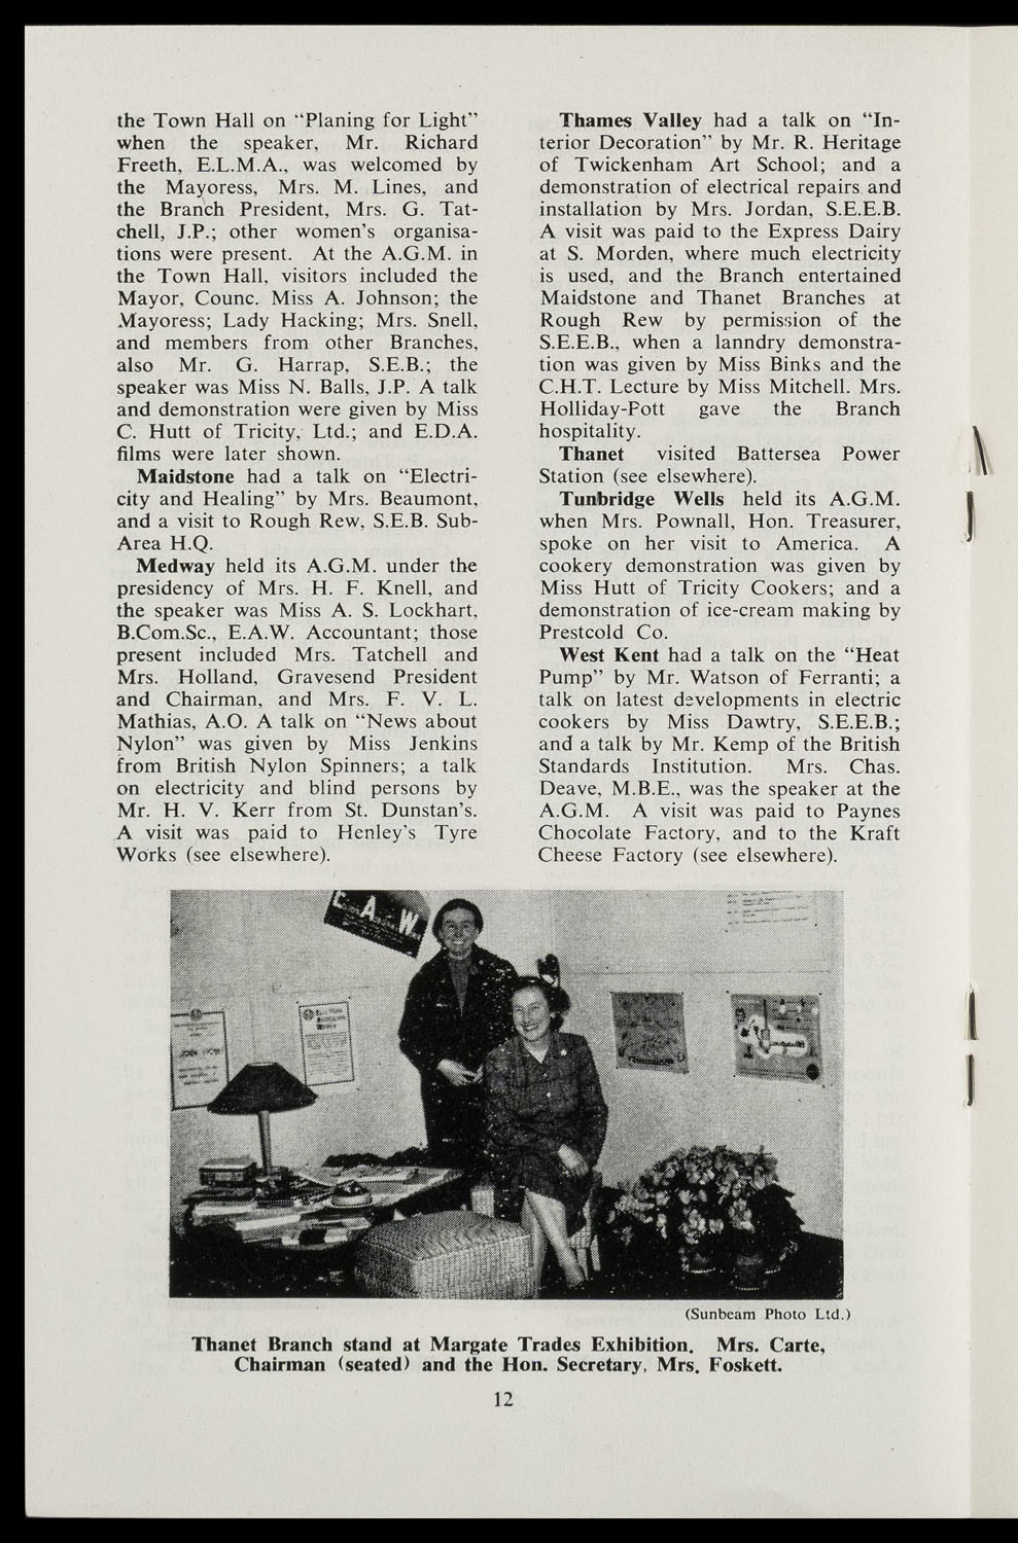 the Town Hall on “Planing for Light”
when the speaker, Mr. Richard
Freeth, E.L.M.A., was welcomed by
the Mayoress, Mrs. M. Lines, and
the Branch President, Mrs. G. Tat-
chell, J.P.; other women's organisa-
tions were present. At the A.G.M. in
the Town Hall, visitors included the
Mayor, Counc. Miss A. Johnson; the
Mayoress; Lady Hacking; Mrs. Snell,
and members from other Branches,
also Mr. G. Harrap, S.E.B.; the
speaker was Miss N. Balls, J.P. A talk
and demonstration were given by Miss
C. Hutt of Tricity, Ltd.; and E.D.A.
films were later shown.
Maidstone had a talk on “Electri-
city and Healing” by Mrs. Beaumont,
and a visit to Rough Rew, S.E.B. Sub-
Area H.Q.
Medway held its A.G.M. under the
presidency of Mrs. H. F. Knell, and
the speaker was Miss A. S. Lockhart,
B.Com.Sc., E.A.W. Accountant; those
present included Mrs. Tatchell and
Mrs. Holland, Gravesend President
and Chairman, and Mrs. F. V. L.
Mathias, A.O. A talk on “News about
Nylon” was given by Miss Jenkins
from British Nylon Spinners; a talk
on electricity and blind persons by
Mr. H. V. Kerr from St. Dunstan's.
A visit was paid to Henley's Tyre
Works (see elsewhere).
Thames Valley had a talk on “In-
terior Decoration” by Mr. R. Heritage
of Twickenham Art School; and a
demonstration of electrical repairs and
installation by Mrs. Jordan, S.E.E.B.
A visit was paid to the Express Dairy
at S. Morden, where much electricity
is used, and the Branch entertained
Maidstone and Thanet Branches at
Rough Rew by permission of the
S.E.E.B., when a lanndry demonstra-
tion was given by Miss Binks and the
C.H.T. Lecture by Miss Mitchell. Mrs.
Holliday-Pott gave the Branch
hospitality.
Thanet visited Battersea Power
Station (see elsewhere).
Tunbridge Wells held its A.G.M.
when Mrs. Pownall, Hon. Treasurer,
spoke on her visit to America. A
cookery demonstration was given by
Miss Hutt of Tricity Cookers; and a
demonstration of ice-cream making by
Prestcold Co.
West Kent had a talk on the “Heat
Pump” by Mr. Watson of Ferranti; a
talk on latest developments in electric
cookers by Miss Dawtry, S.E.E.B.;
and a talk by Mr. Kemp of the British
Standards Institution. Mrs. Chas.
Deave, M.B.E., was the speaker at the
A.G.M. A visit was paid to Paynes
Chocolate Factory, and to the Kraft
Cheese Factory (see elsewhere).
E A W
JOIN NOW
(Sunbeam Photo Ltd.)
Thanet Branch stand at Margate Trades Exhibition. Mrs. Carte,
Chairman (seated) and the Hon. Secretary, Mrs. Foskett.
12